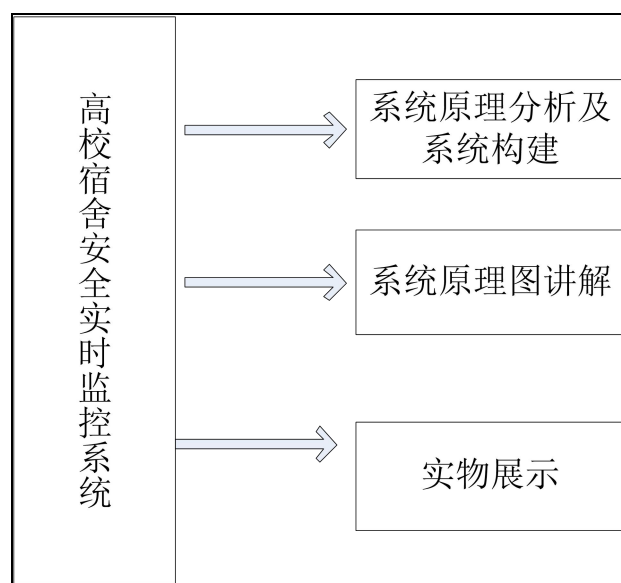 高校宿舍安全实时监控系统
系统原理分析及
系统构建
系统原理图讲解
实物展示